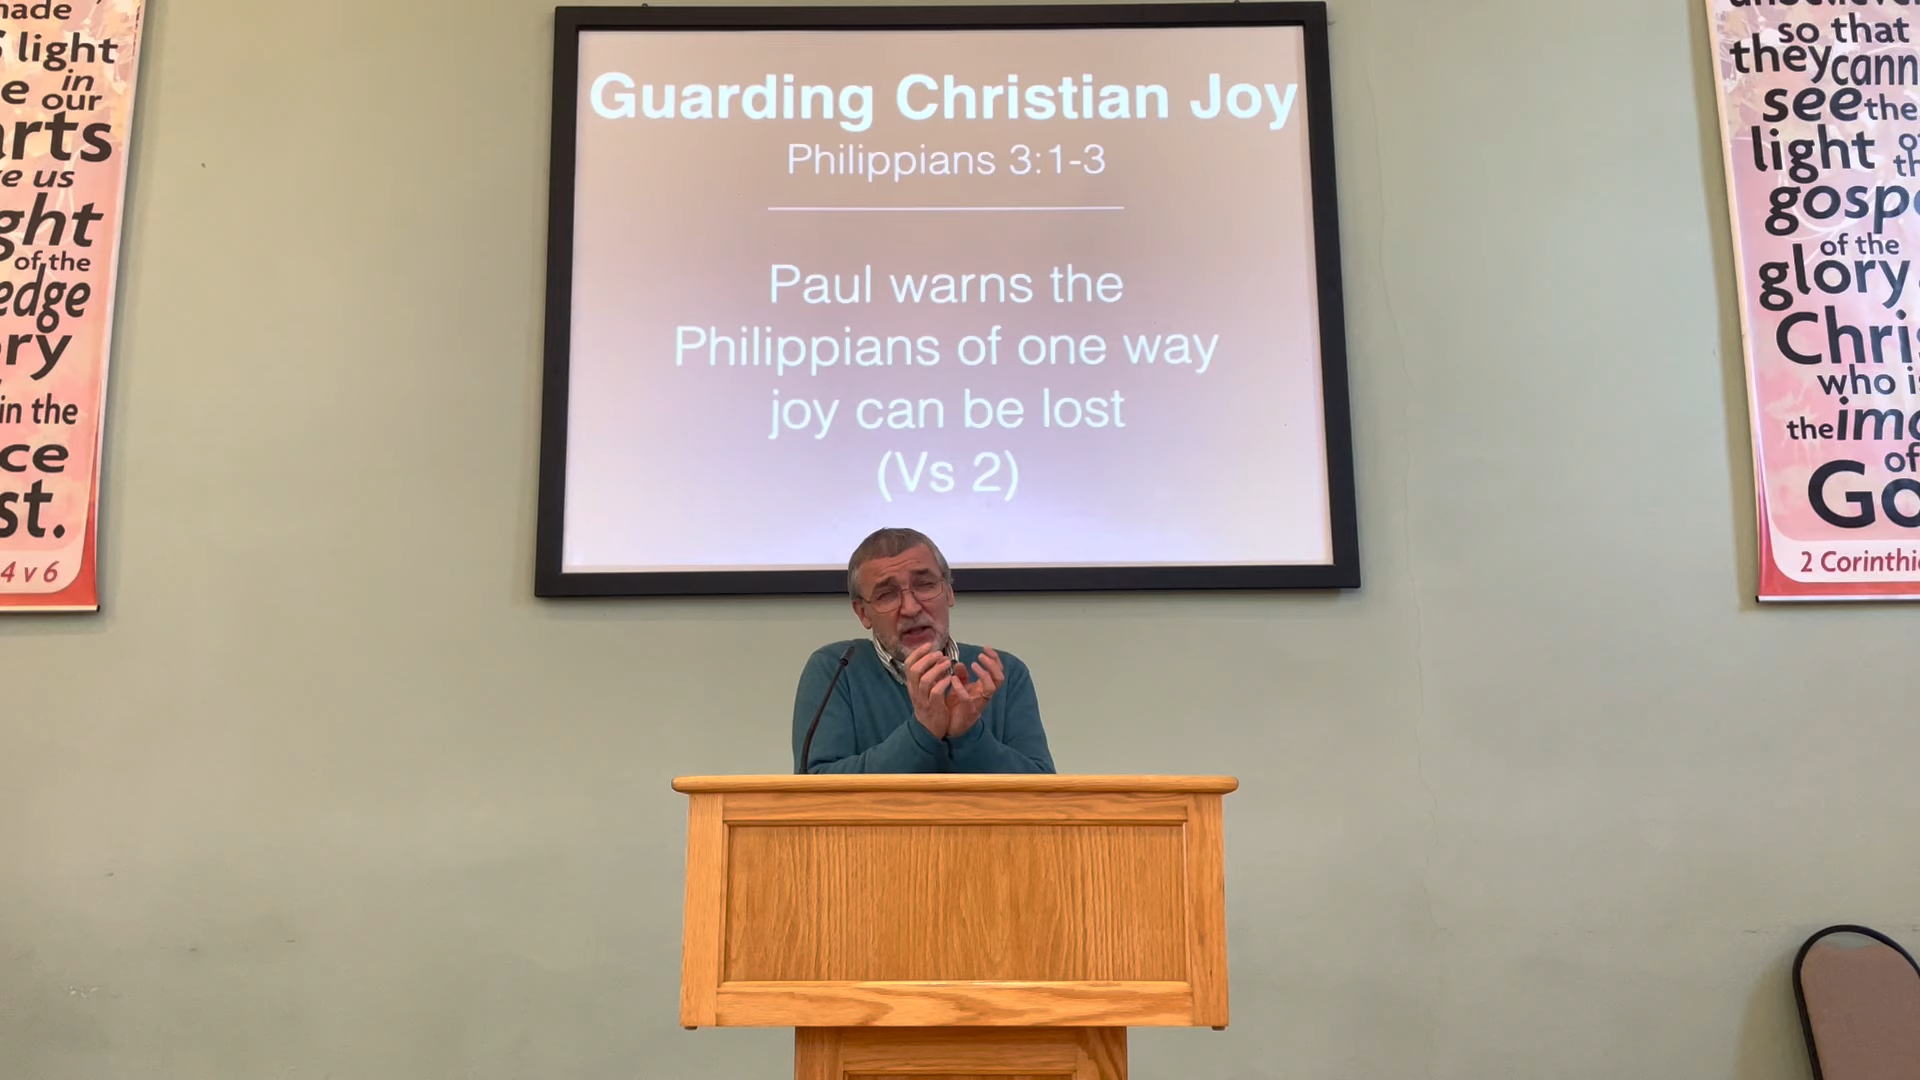 made
light
in
our
us
of the
in the
4 v 6
Guarding Christian Joy
Philippians 3:1-3
Paul warns the
Philippians of one way
joy can be lost
(Vs 2)
so that
they
see the
light
of the
glory
who
the
of
2